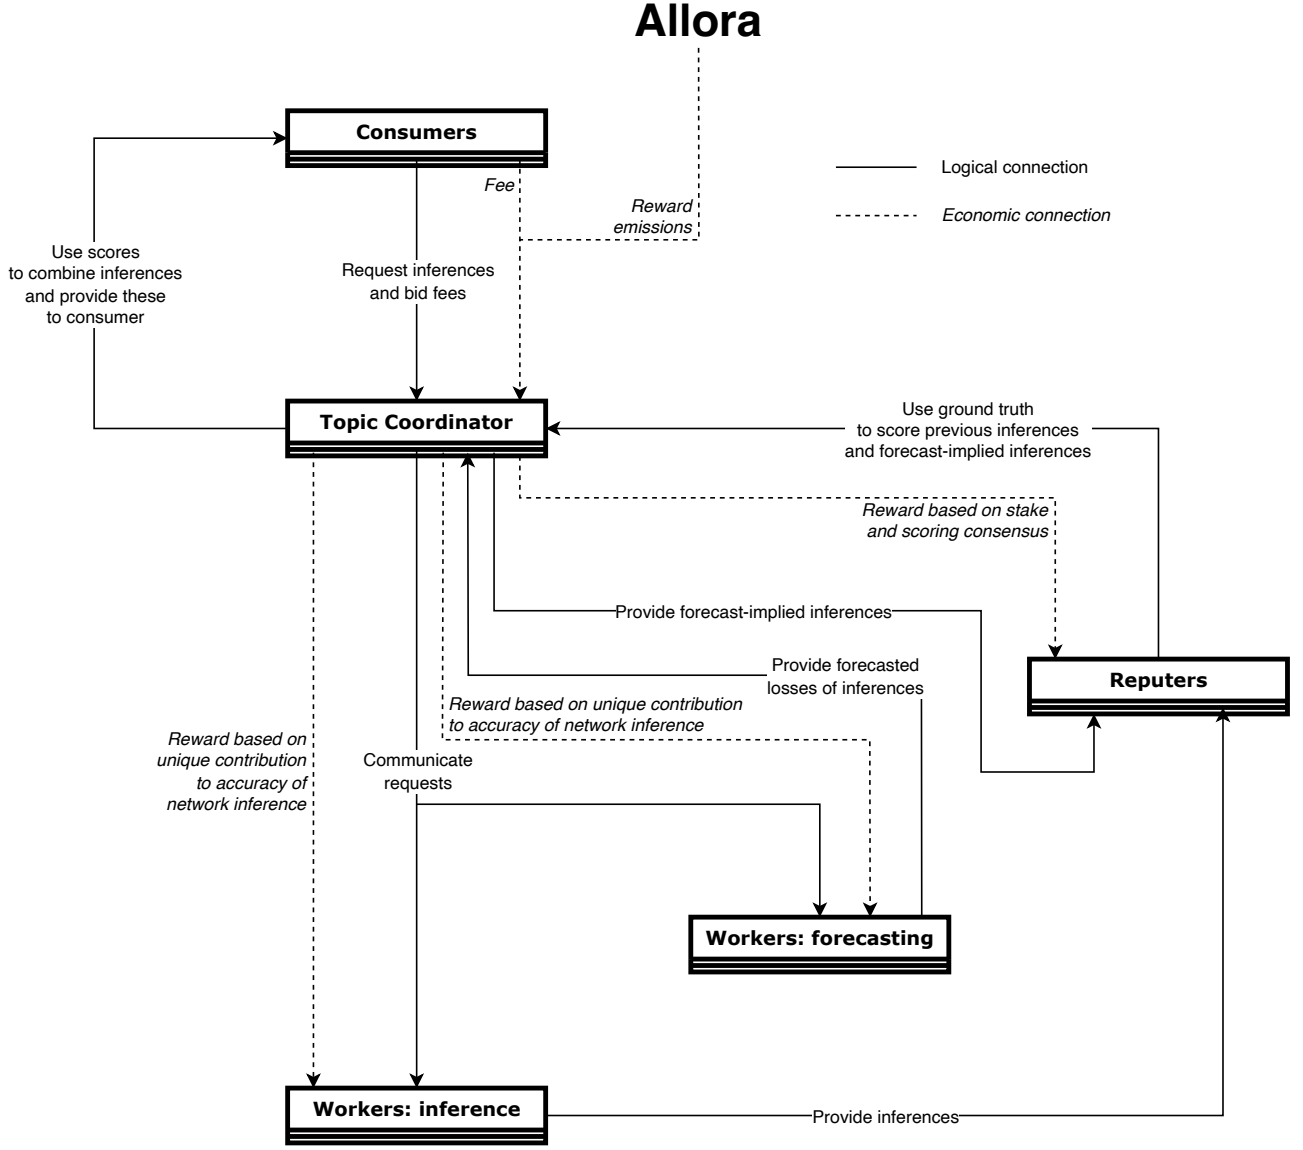 Allora
Consumers
Fee
Reward
emissions
Logical connection
Economic connection
Use scores
to combine inferences
and provide these
to consumer
Request inferences
and bid fees
Topic Coordinator
Use ground truth
to score previous inferences
and forecast-implied inferences
Reward based on stake
and scoring consensus
Provide forecast-implied inferences
Provide forecasted
losses of inferences
Reputers
Reward based on unique contribution
to accuracy of network inference
Reward based on
unique contribution
to accuracy of
network inference
Communicate
requests
Workers: forecasting
Workers: inference
Provide inferences